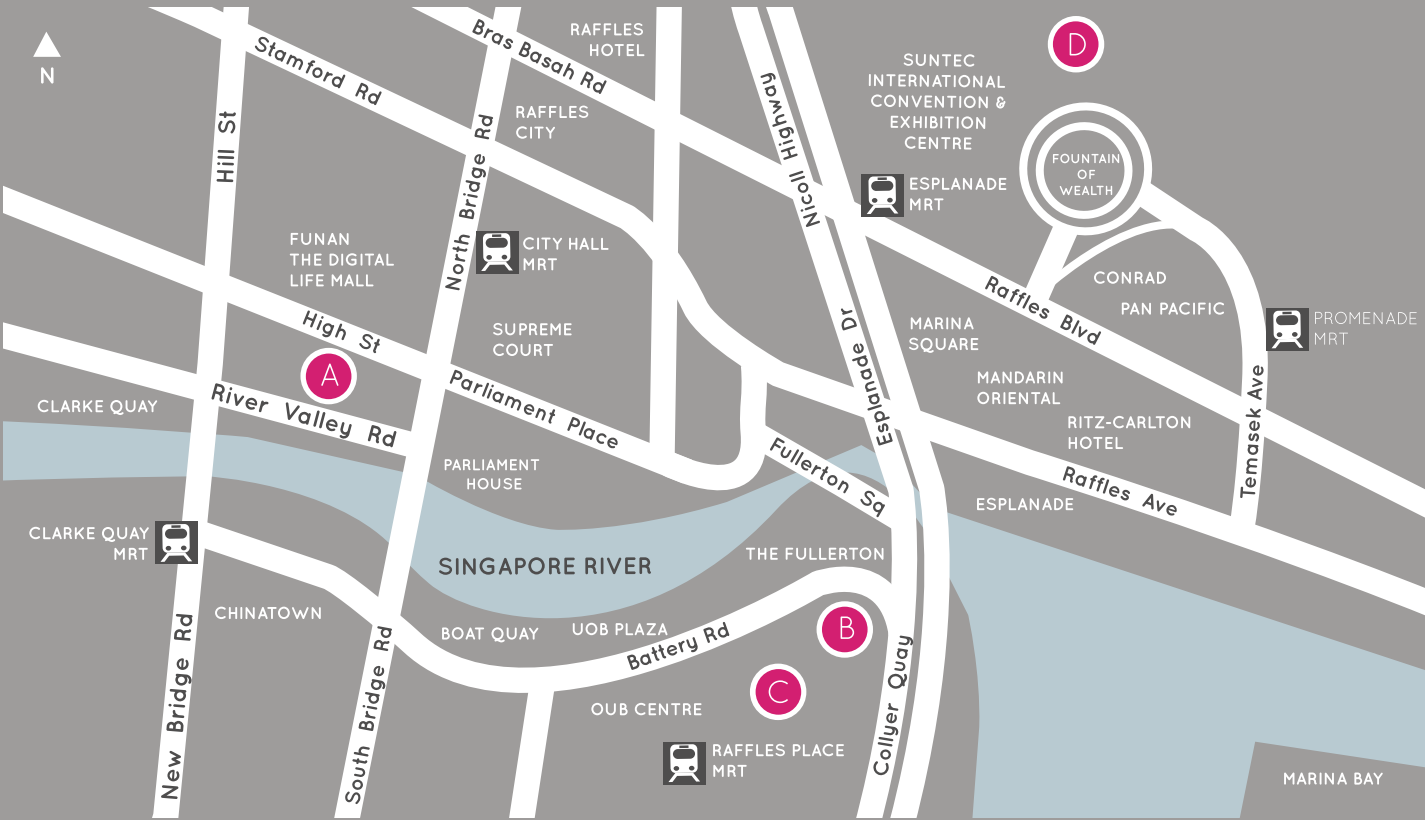 N
Stamford Rd
Bras Basah Rd
RAFFLES
HOTEL
Hill St
RAFFLES
CITY
North Bridge Rd
Nicoll Highway
SUNTEC
INTERNATIONAL
CONVENTION &
EXHIBITION
CENTRE
D
FOUNTAIN
OF
WEALTH
ESPLANADE
MRT
FUNAN
THE DIGITAL
LIFE MALL
CITY HALL
MRT
High St
SUPREME
COURT
Esplanade Dr
MARINA
SQUARE
Raffles Blvd
CONRAD
PAN PACIFIC
PROMENADE
MRT
A
CLARKE QUAY
River Valley Rd
Parliament Place
MANDARIN
ORIENTAL
RITZ-CARLTON
HOTEL
Temasek Ave
PARLIAMENT
HOUSE
Fullerton Sq
Raffles Ave
ESPLANADE
CLARKE QUAY
MRT
SINGAPORE RIVER
THE FULLERTON
CHINATOWN
BOAT QUAY
UOB PLAZA
Battery Rd
B
New Bridge Rd
South Bridge Rd
C
Collyer Quay
OUB CENTRE
RAFFLES PLACE
MRT
MARINA BAY